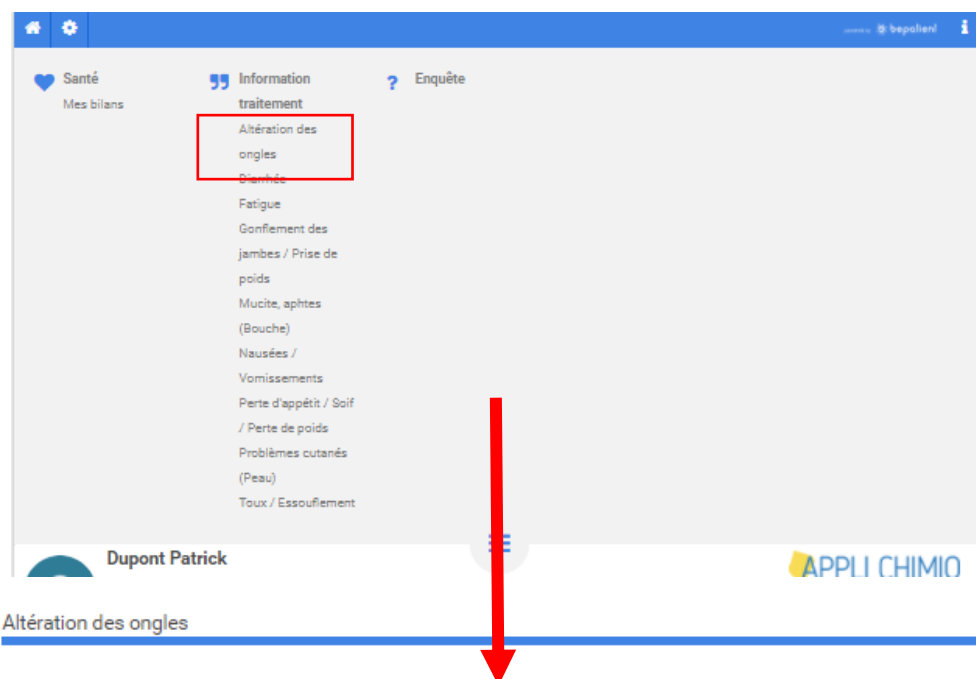 bepatient
Santé
Mes bilans
Information
traitement
Altération des
ongles
Diarrhée
Fatigue
Gonflement des
jambes / Prise de
poids
Mucite, aphtes
(Bouche)
Nausées /
Vomissements
Perte d'appétit / Soif
/ Perte de poids
Problèmes cutanés
(Peau)
Toux / Essouflement
? Enquête
Dupont Patrick
APPLI CHIMIO
Altération des ongles